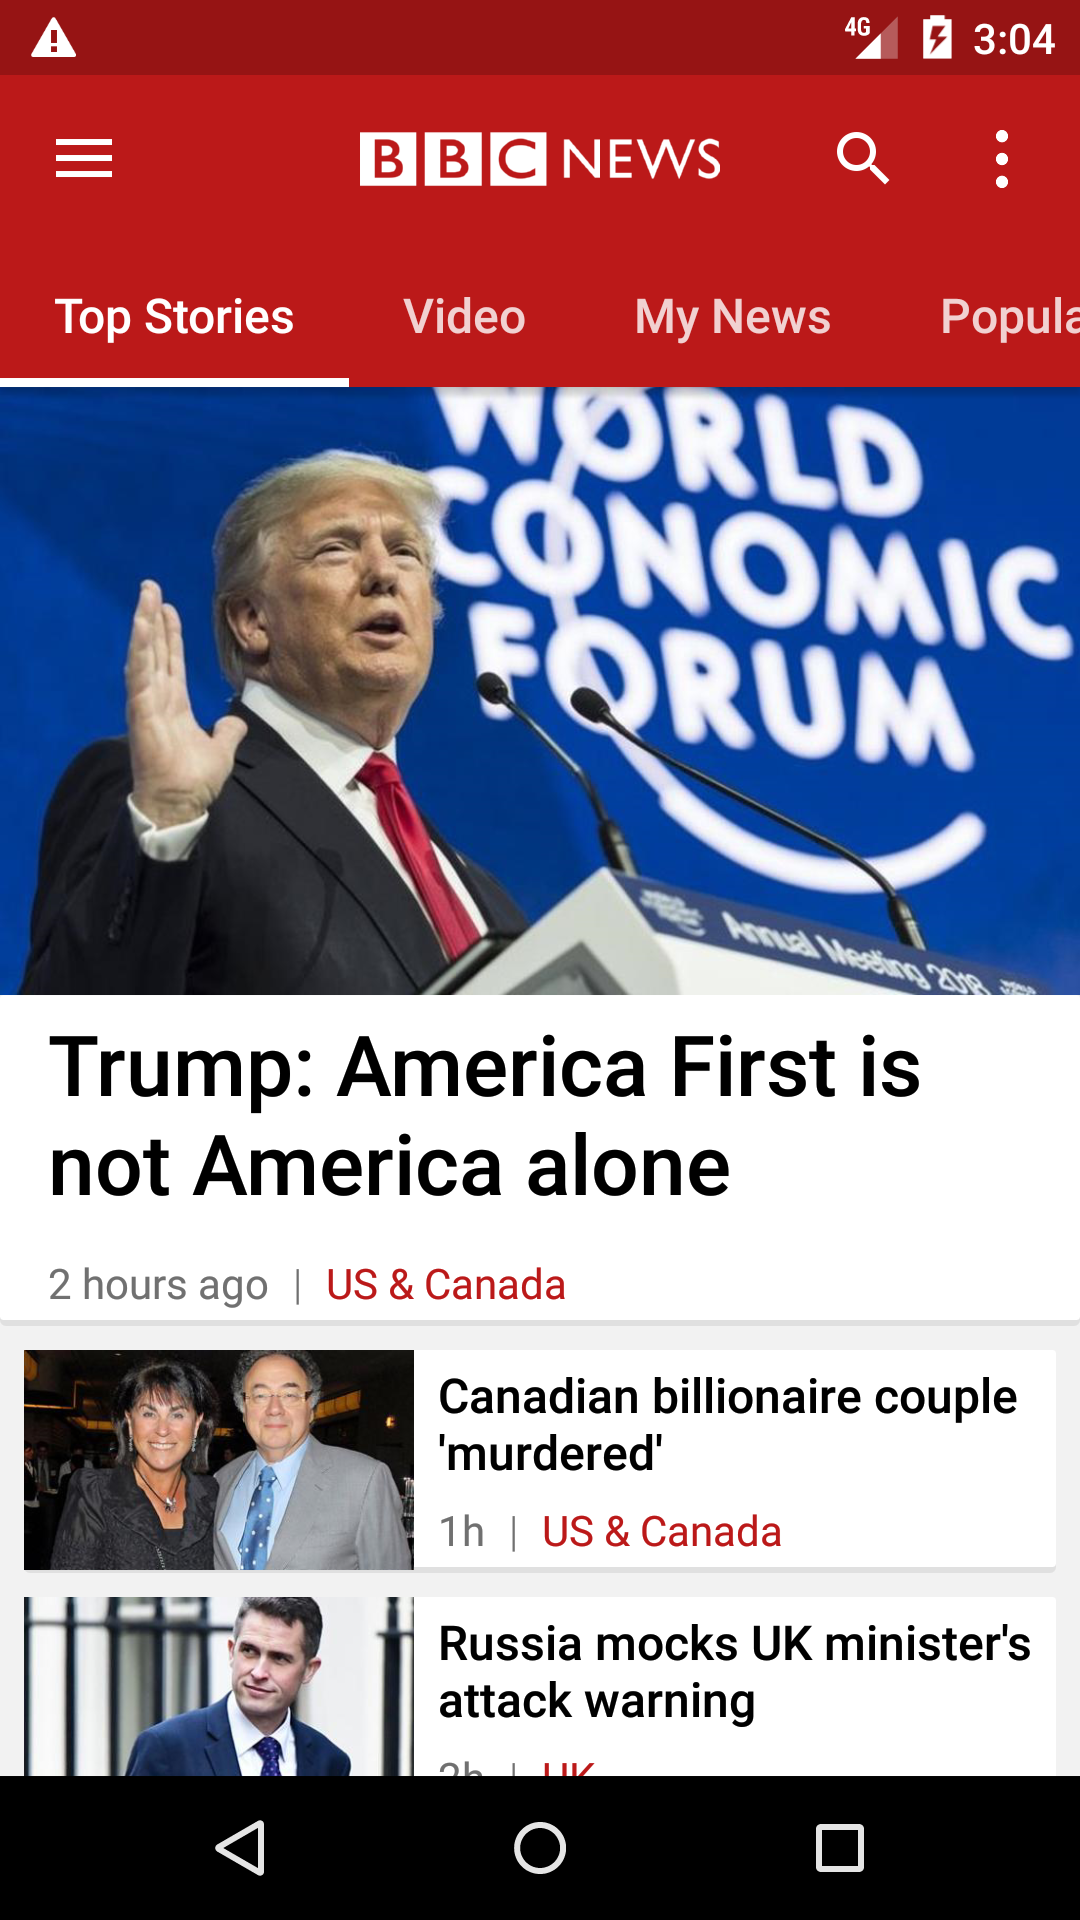 4G 3:04
BBC NEWS
Top Stories Video My News Popula
WORLD
ECONOMIC
FORUM
Annual Meeting 2018
Trump: America First is
not America alone
2 hours ago | US & Canada
Canadian billionaire couple
'murdered'
1h | US & Canada
Russia mocks UK minister's
attack warning
2h | UK